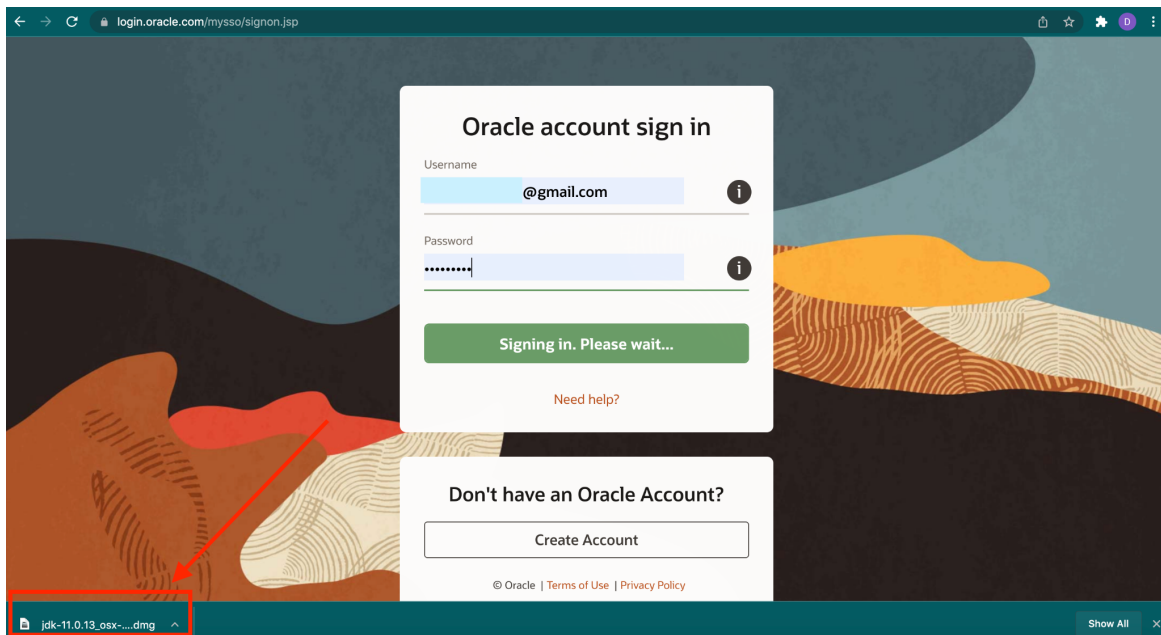 login.oracle.com/mysso/signon.jsp
D
Oracle account sign in
Username
@gmail.com
Password
•••••••••
Signing in. Please wait...
Need help?
Don't have an Oracle Account?
Create Account
© Oracle | Terms of Use | Privacy Policy
jdk-11.0.13_osx-....dmg
Show All